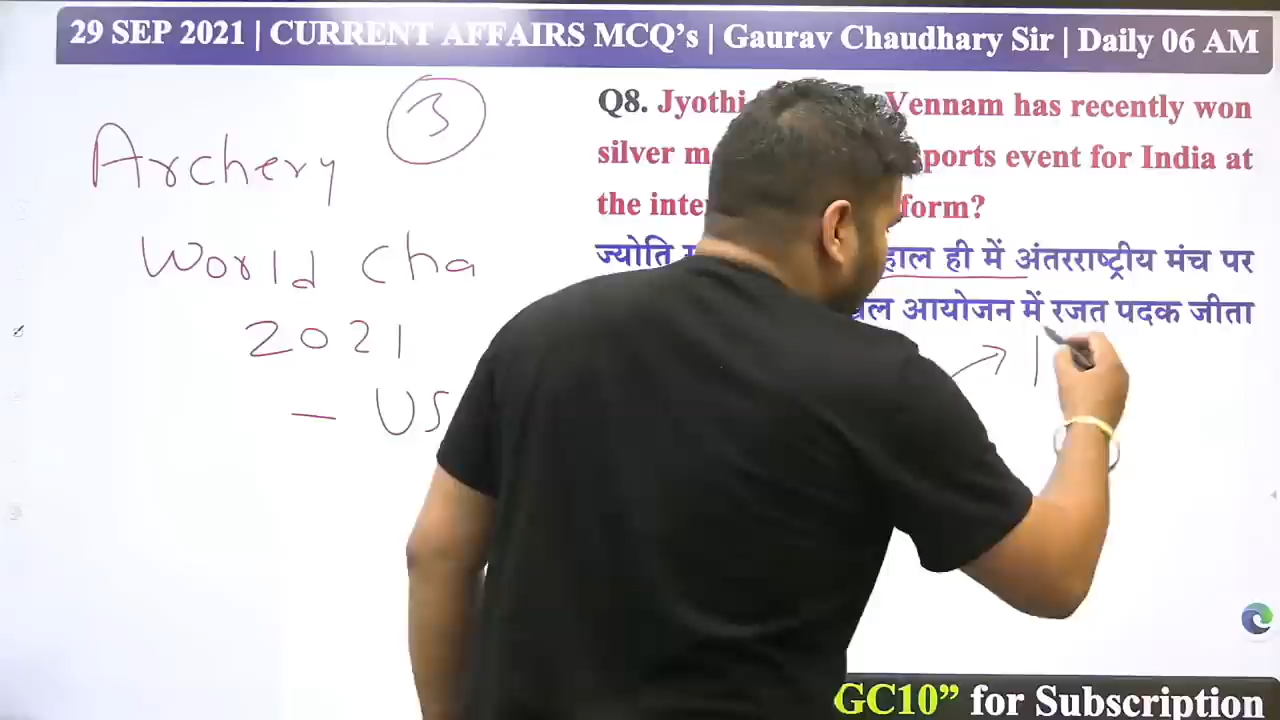 29 SEP 2021 | CURRENT AFFAIRS MCQ's | Gaurav Chaudhary Sir | Daily 06 AM
3
Archery
World Cha
2021
- US
Q8. Jyothi Vennam has recently won
silver sports event for India at
the form?
ज्योति हाल ही में अंतरराष्ट्रीय मंच पर
आयोजन में रजत पदक जीता
GC10” for Subscription